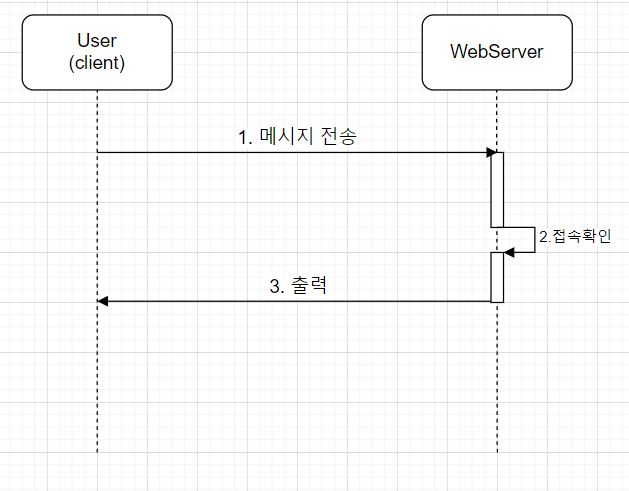 User
(client)
WebServer
1. 메시지 전송
2.접속확인
3. 출력